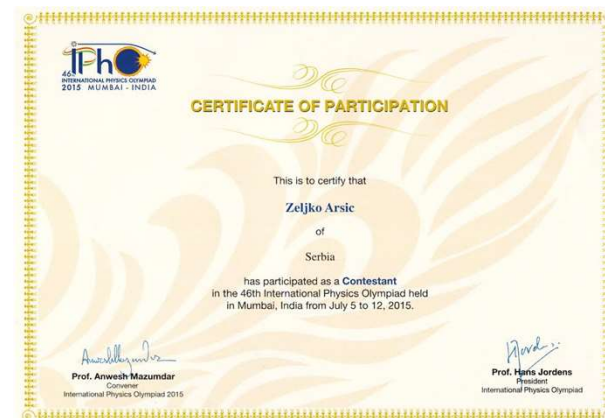 IPhO
46th
INTERNATIONAL PHYSICS OLYMPIAD
2015 MUMBAI - INDIA
CERTIFICATE OF PARTICIPATION
This is to certify that
Zeljko Arsic
of
Serbia
has participated as a Contestant
in the 46th International Physics Olympiad held
in Mumbai, India from July 5 to 12, 2015.
Prof. Anwesh Mazumdar
Convener
International Physics Olympiad 2015
Prof. Hans Jordens
President
International Physics Olympiad